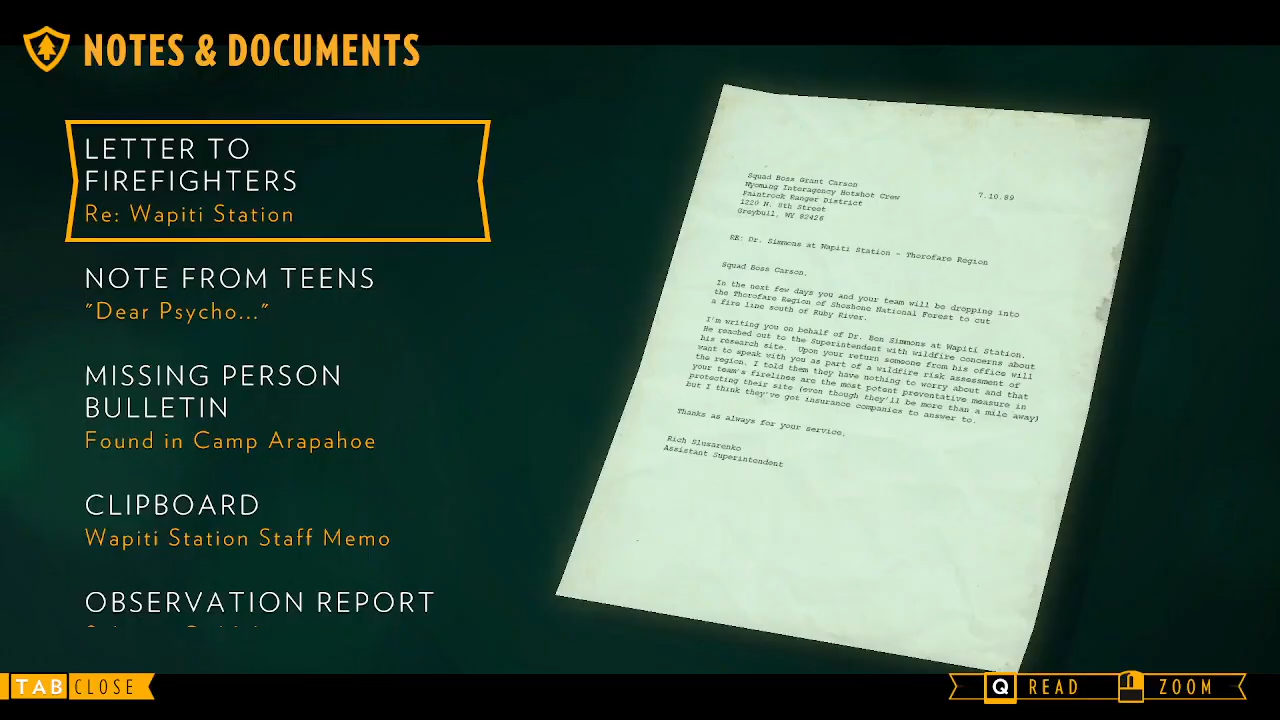 NOTES & DOCUMENTS
LETTER TO
FIREFIGHTERS
Re: Wapiti Station
NOTE FROM TEENS
"Dear Psycho..."
MISSING PERSON
BULLETIN
Found in Camp Arapahoe
CLIPBOARD
Wapiti Station Staff Memo
OBSERVATION REPORT
Squad Boss Grant Carson
Wyoming Interagency Hotshot Crew
Paintrock Ranger District
1220 N. 8th Street
Greybull, WY 82426
7.10.89
RE: Dr. Simmons at Wapiti Station - Thorofare Region
Squad Boss Carson,
In the next few days you and your team will be dropping into
the Thorofare Region of Shoshone National Forest to cut
a fire line south of Ruby River.
I'm writing you on behalf of Dr. Ben Simmons at Wapiti Station.
He reached out to the Superintendent with wildfire concerns about
his research site. Upon your return someone from his office will
want to speak with you as part of a wildfire risk assessment of
the region. I told them they have nothing to worry about and that
your team's firelines are the most potent preventative measure in
protecting their site (even though they'll be more than a mile away)
but I think they've got insurance companies to answer to.
Thanks as always for your service,
Rich Slusarenko
Assistant Superintendent
TAB CLOSE
Q READ
ZOOM